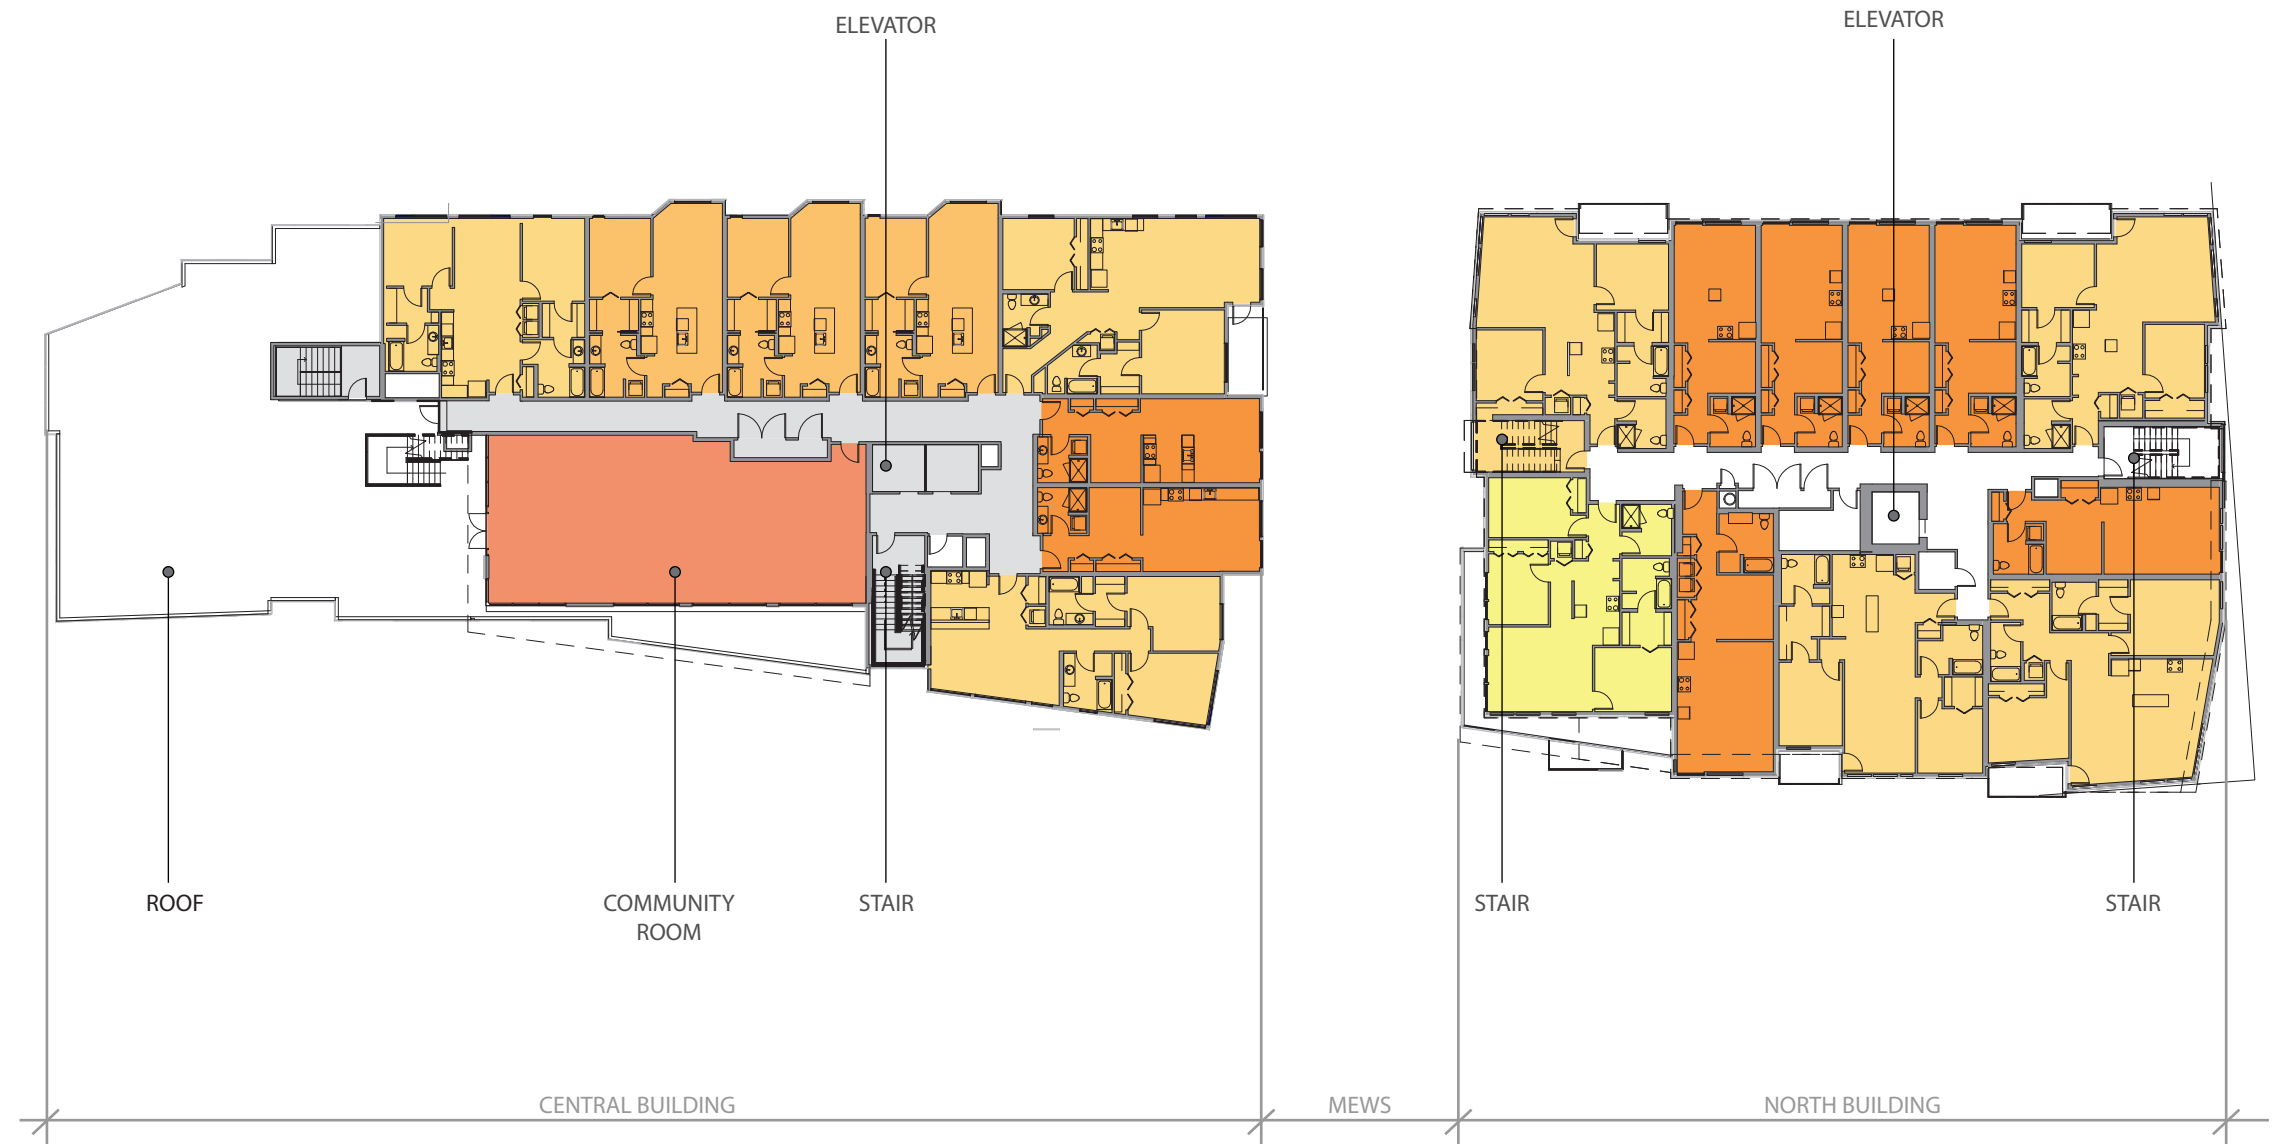 ELEVATOR
ELEVATOR
ROOF
COMMUNITY
ROOM
STAIR
STAIR
STAIR
CENTRAL BUILDING
MEWS
NORTH BUILDING